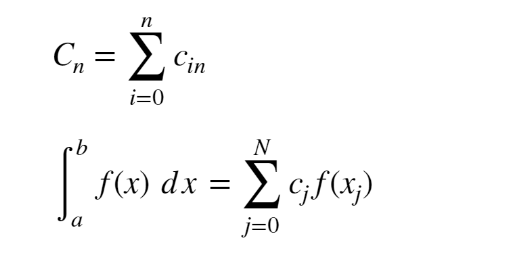 $C_n = \sum_{i=0}^{n} c_{in}$
$\int_a^b f(x) \, dx = \sum_{j=0}^{N} c_j f(x_j)$